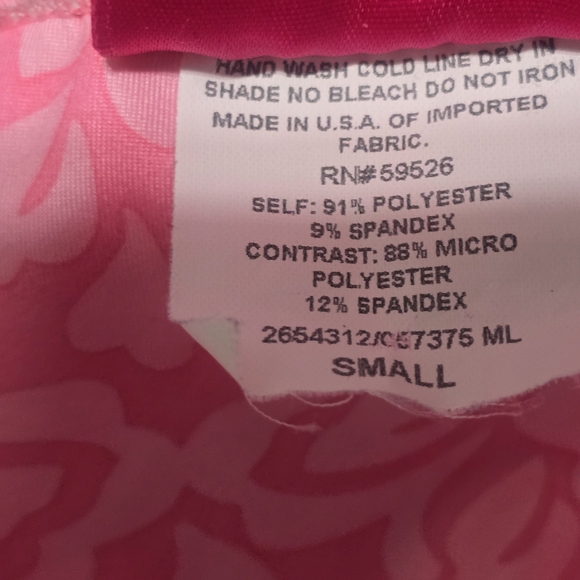 HAND WASH COLD LINE DRY IN
SHADE NO BLEACH DO NOT IRON
MADE IN U.S.A. OF IMPORTED
FABRIC.
RN#59526
SELF: 91% POLYESTER
9% SPANDEX
CONTRAST: 88% MICRO
POLYESTER
12% SPANDEX
ML
SMALL